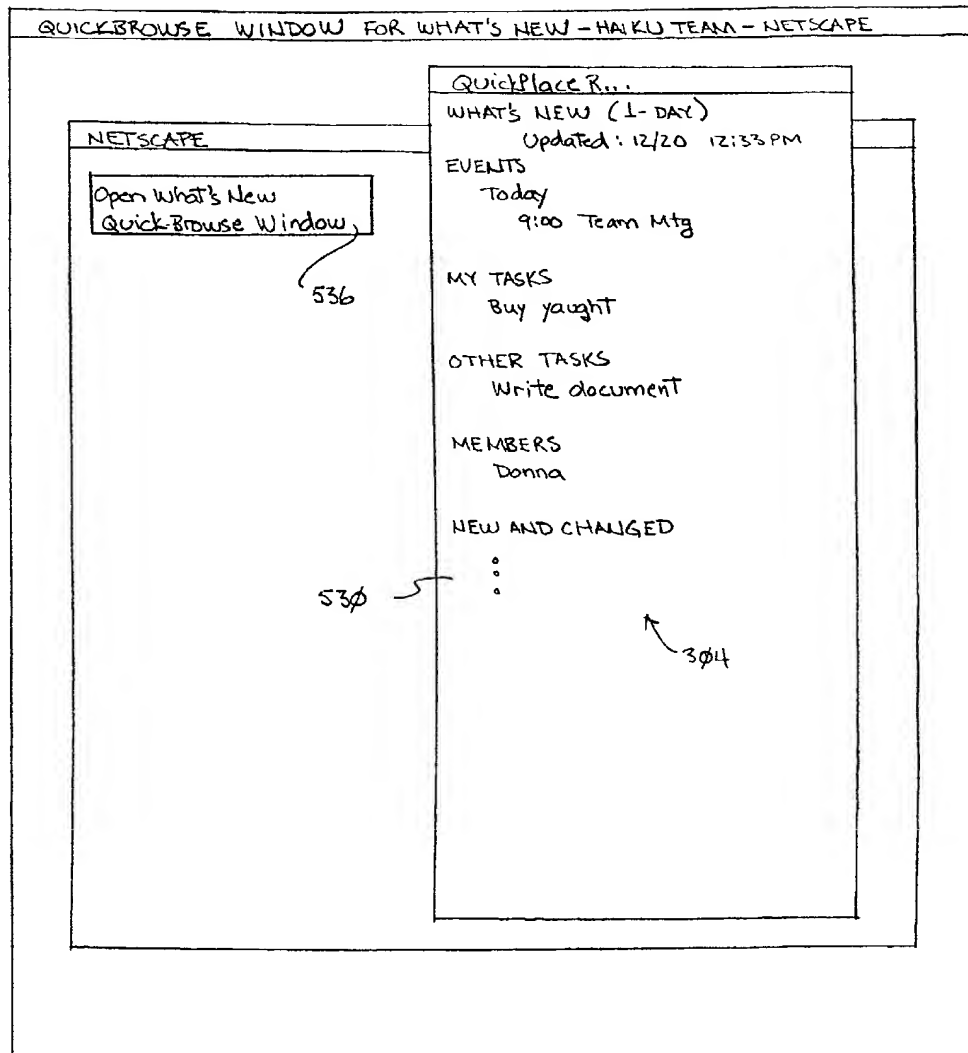 QUICKBROWSE WINDOW FOR WHAT'S NEW - HAIKU TEAM - NETSCAPE
QuickPlace R...
WHAT'S NEW (1-DAY)
Updated: 12/20 12:33 PM
NETSCAPE
EVENTS
Today
9:00 Team Mtg
Open What's New
Quick-Browse Window
536
MY TASKS
Buy yaught
OTHER TASKS
Write document
MEMBERS
Donna
NEW AND CHANGED
530
304